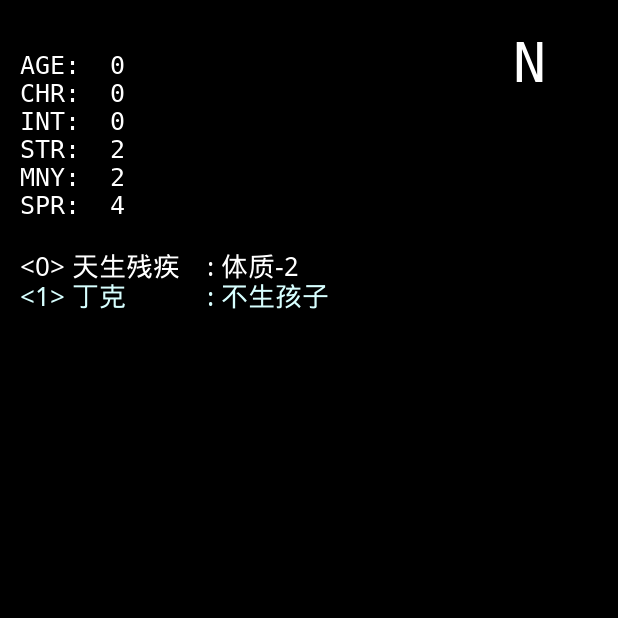 N
AGE: 0
CHR: 0
INT: 0
STR: 2
MNY: 2
SPR: 4
<0> 天生残疾 : 体质-2
<1> 丁克 : 不生孩子